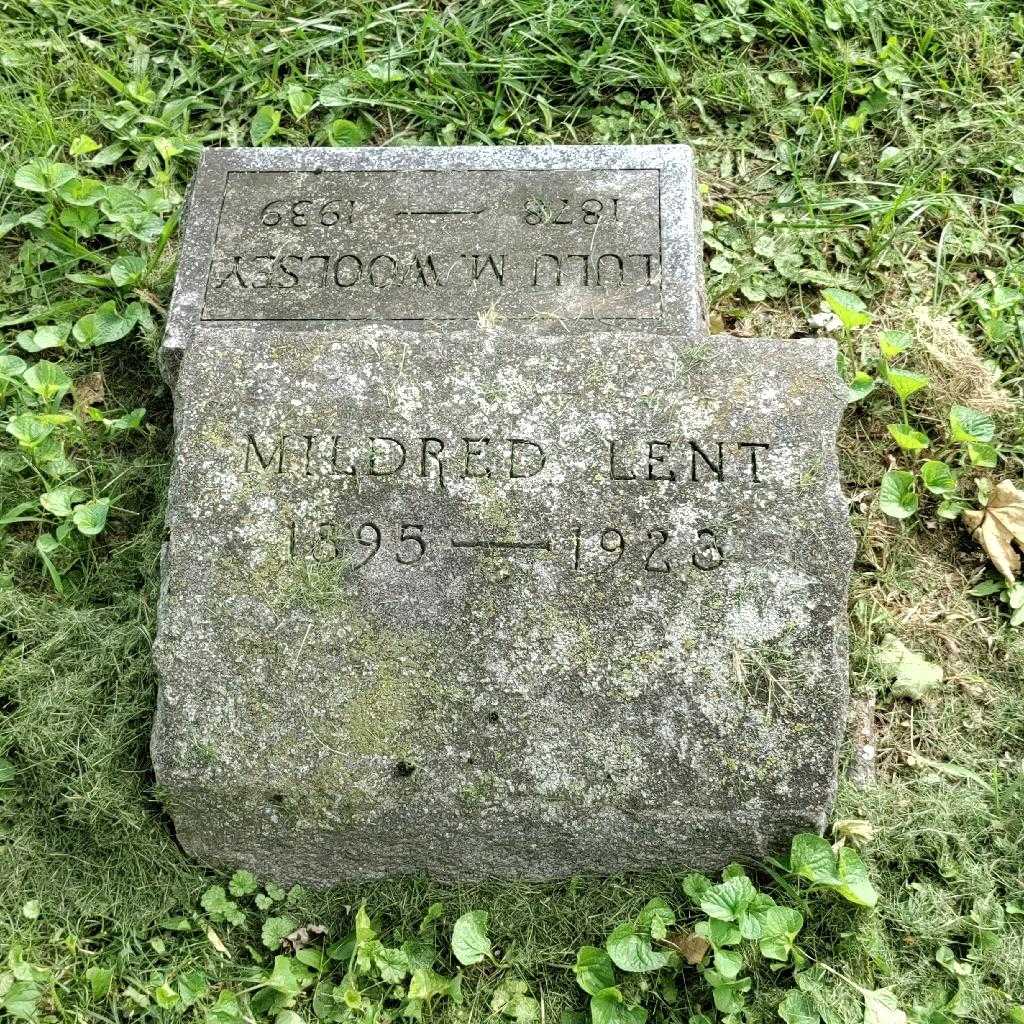 LULU M. WOOLSEY
1878 — 1939
MILDRED LENT
1895 — 1923